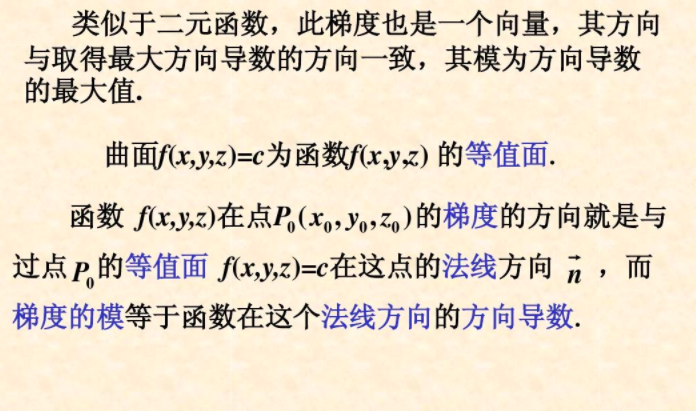 类似于二元函数，此梯度也是一个向量，其方向
与取得最大方向导数的方向一致，其模为方向导数
的最大值.
曲面f(x,y,z)=c为函数f(x,y,z) 的等值面.
函数 f(x,y,z)在点P₀(x₀,y₀,z₀)的梯度的方向就是与
过点P₀的等值面 f(x,y,z)=c在这点的法线方向 n⃗ ，而
梯度的模等于函数在这个法线方向的方向导数.